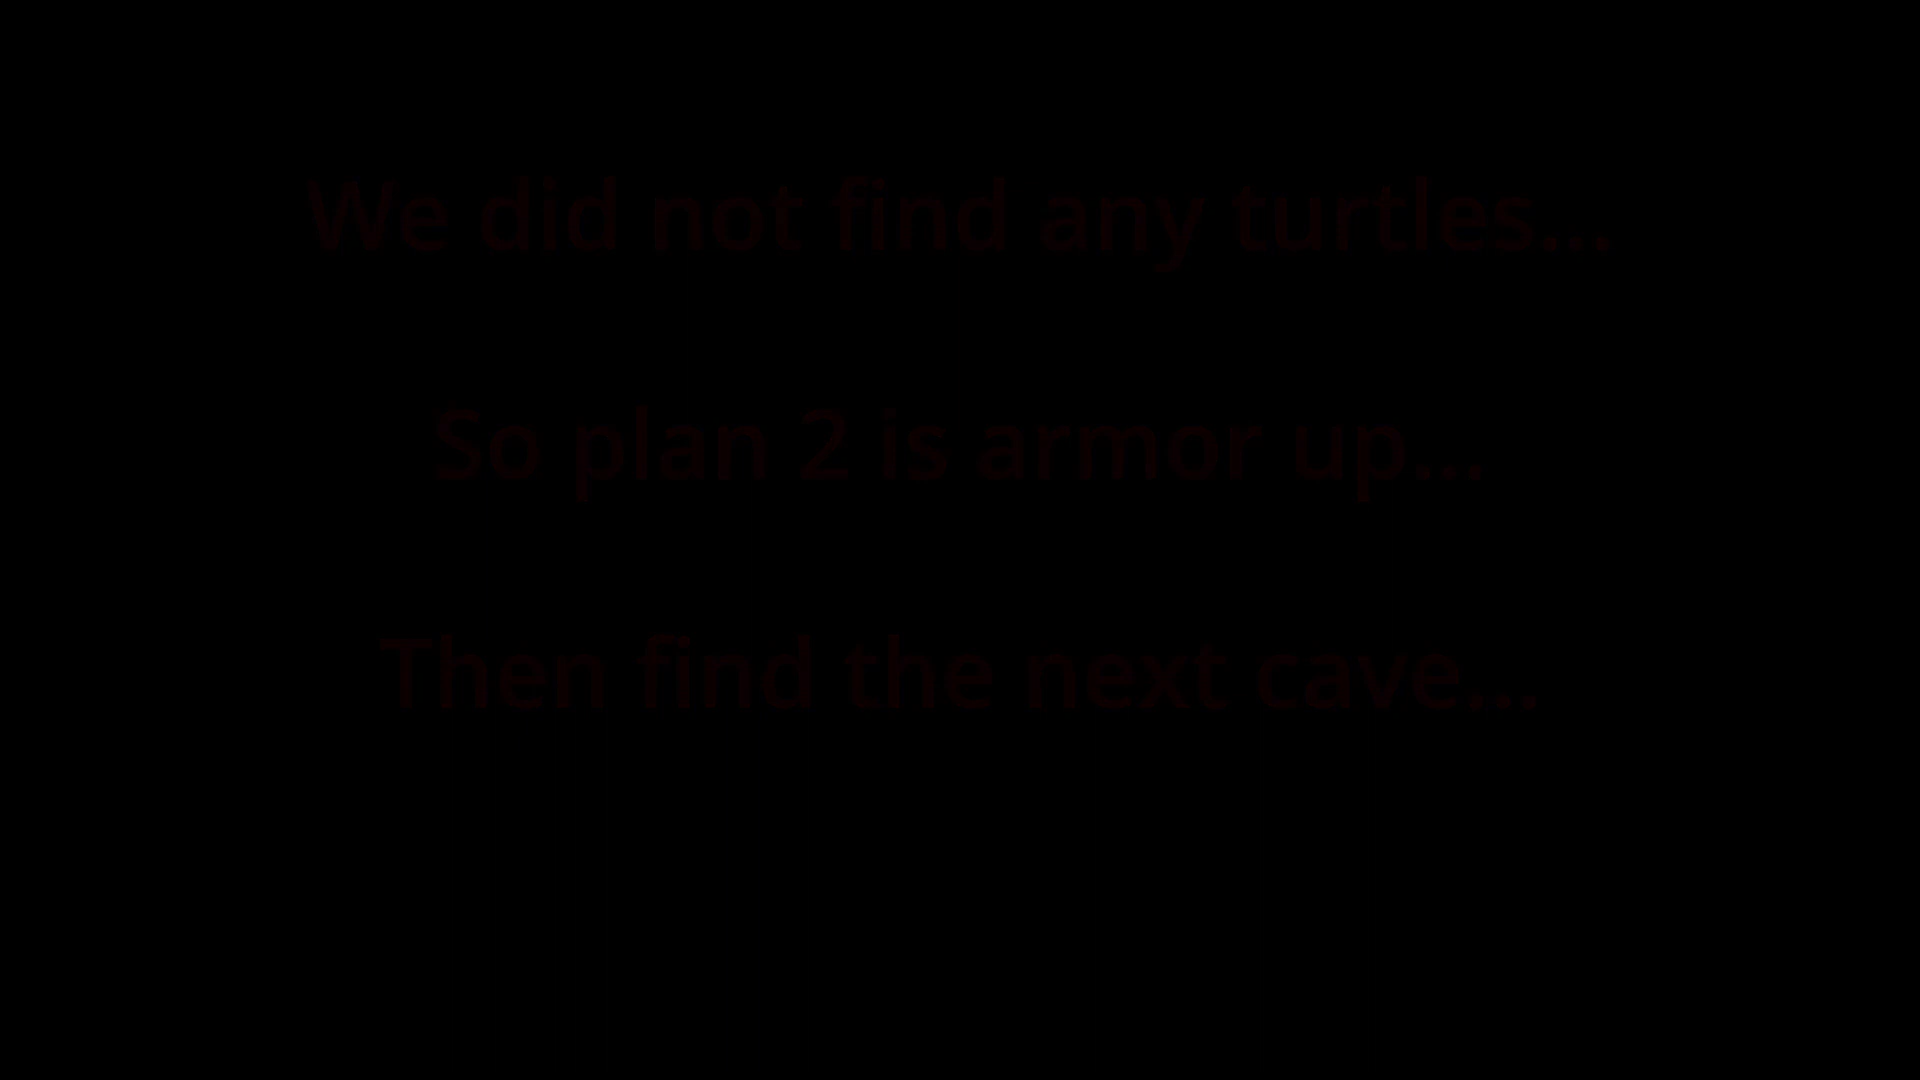 We did not find any turtles...
So plan 2 is armor up...
Then find the next cave...